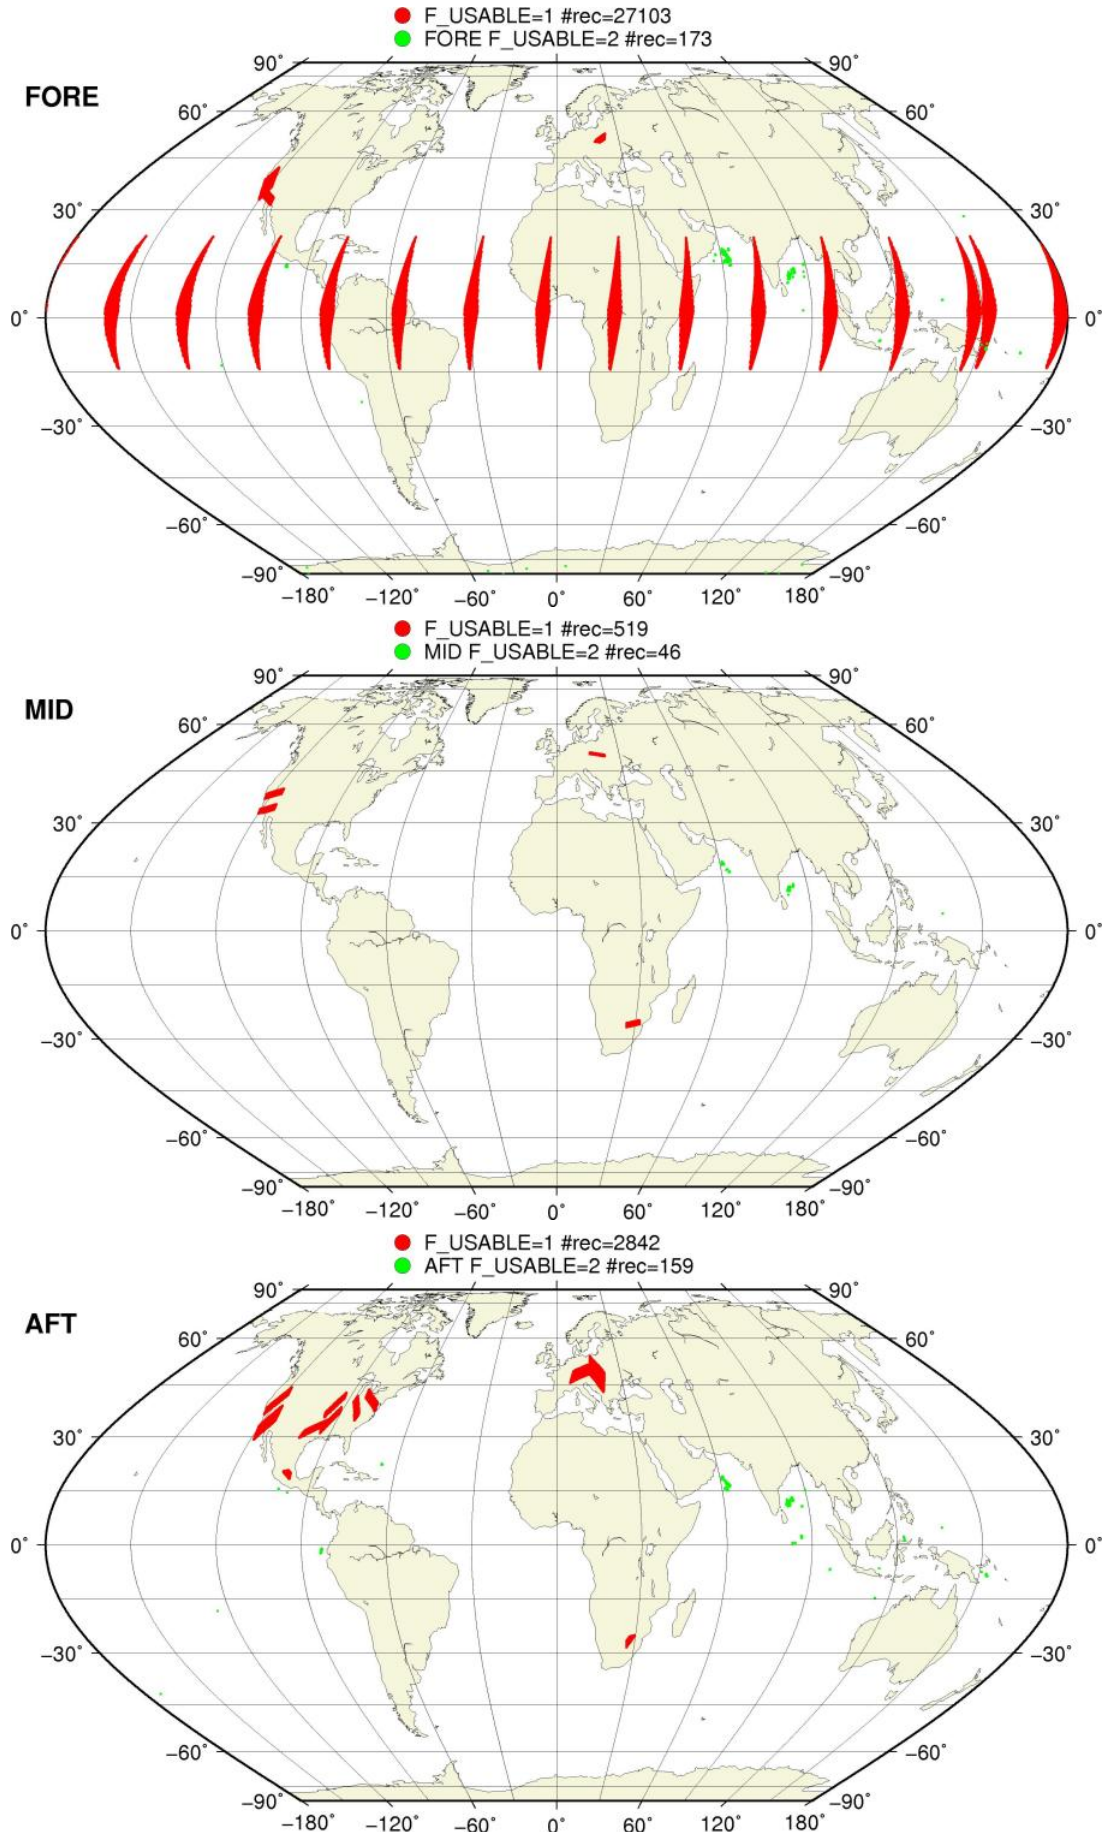 F_USABLE=1 #rec=27103
FORE F_USABLE=2 #rec=173
FORE
90˚ 90˚
60˚ 60˚
30˚ 30˚
0˚ 0˚
−30˚ −30˚
−60˚ −60˚
−90˚ −90˚
−180˚ −120˚ −60˚ 0˚ 60˚ 120˚ 180˚
F_USABLE=1 #rec=519
MID F_USABLE=2 #rec=46
MID
90˚ 90˚
60˚ 60˚
30˚ 30˚
0˚ 0˚
−30˚ −30˚
−60˚ −60˚
−90˚ −90˚
−180˚ −120˚ −60˚ 0˚ 60˚ 120˚ 180˚
F_USABLE=1 #rec=2842
AFT F_USABLE=2 #rec=159
AFT
90˚ 90˚
60˚ 60˚
30˚ 30˚
0˚ 0˚
−30˚ −30˚
−60˚ −60˚
−90˚ −90˚
−180˚ −120˚ −60˚ 0˚ 60˚ 120˚ 180˚